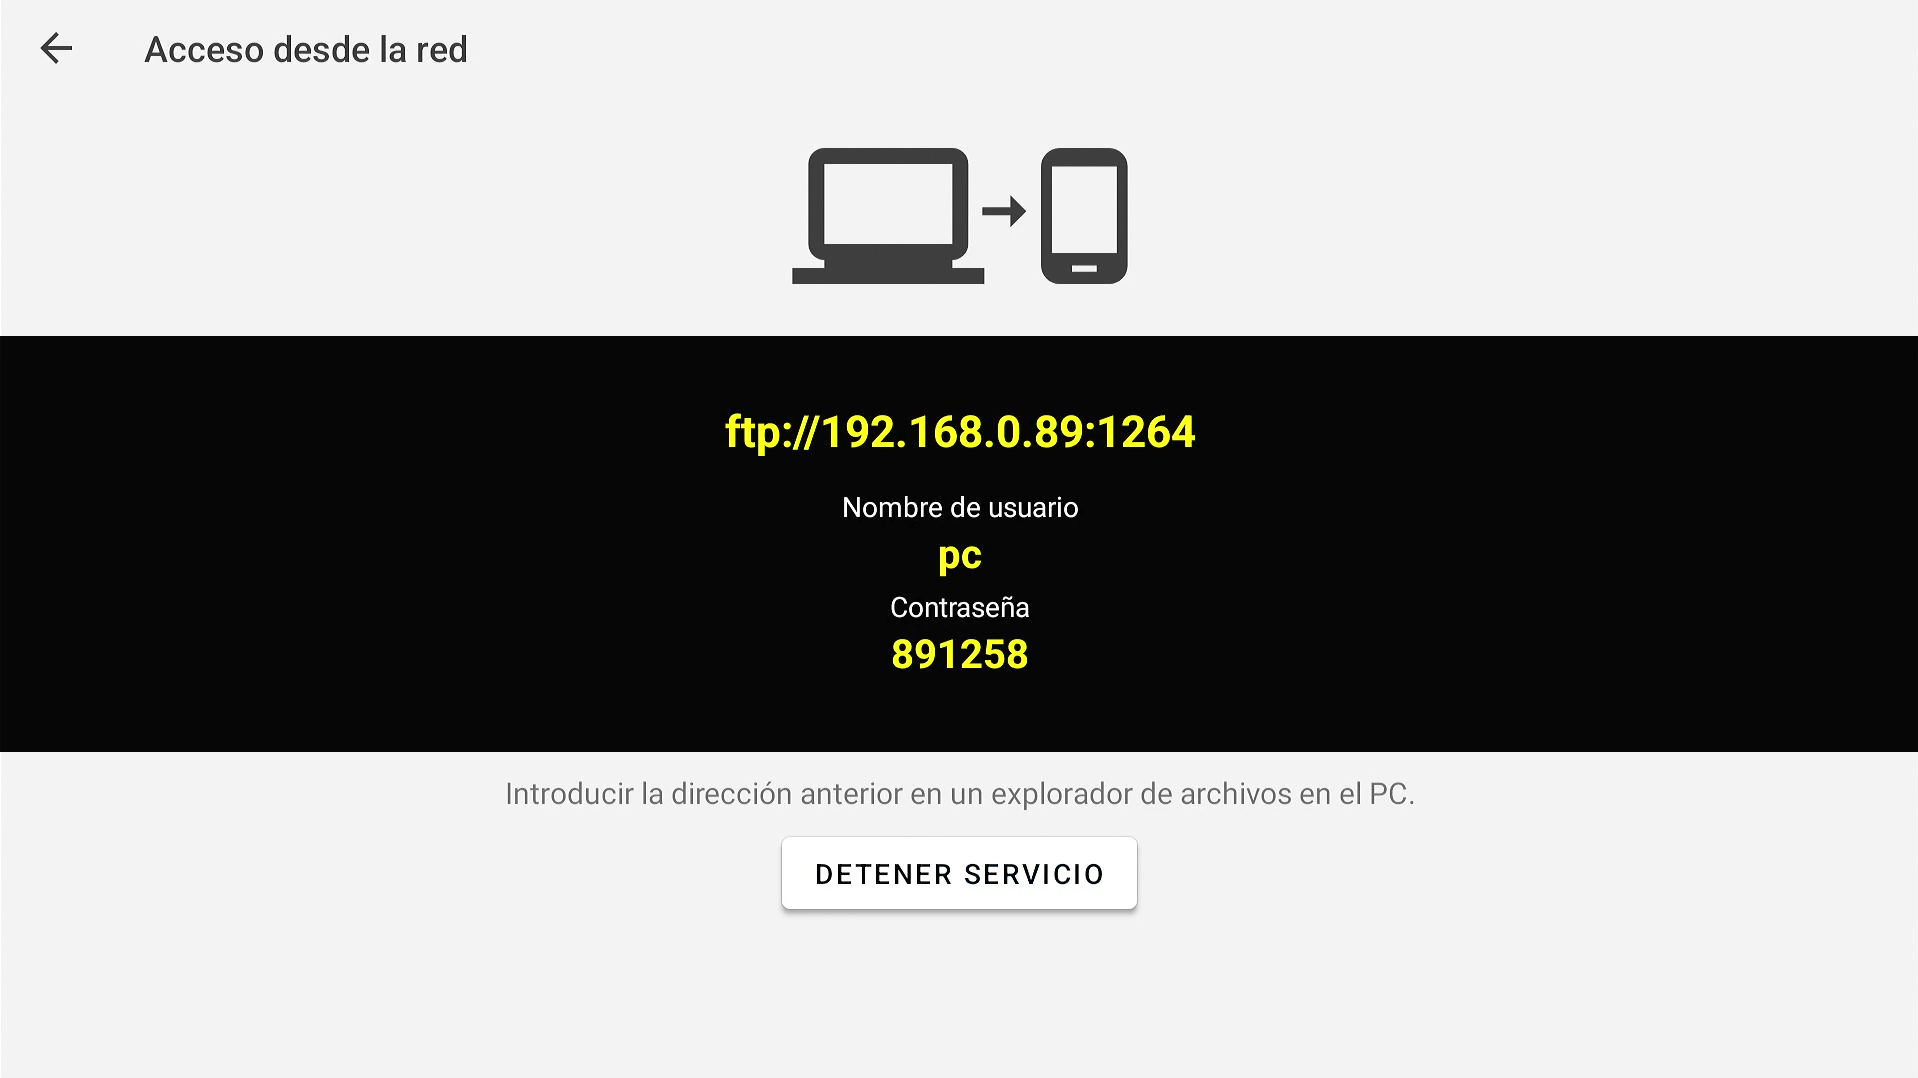 Acceso desde la red
ftp://192.168.0.89:1264
Nombre de usuario
pc
Contraseña
891258
Introducir la dirección anterior en un explorador de archivos en el PC.
DETENER SERVICIO